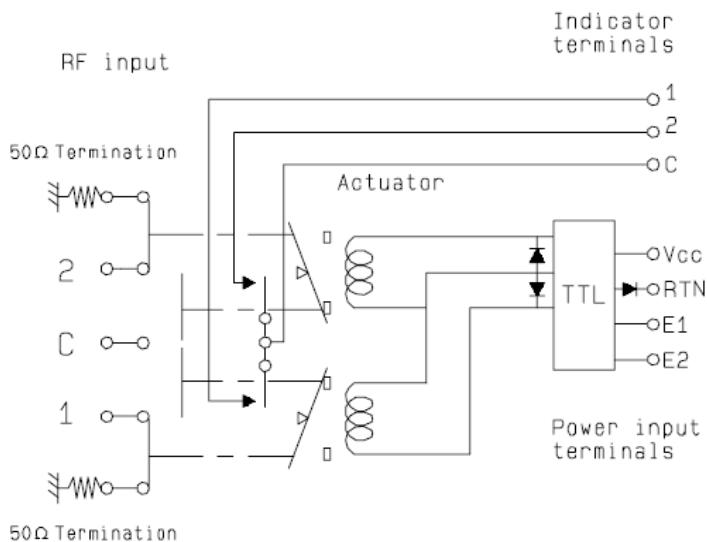 Indicator
terminals
RF input
1
2
50Ω Termination
C
Actuator
2
Vcc
RTN
TTL
E1
C
E2
1
Power input
terminals
50Ω Termination